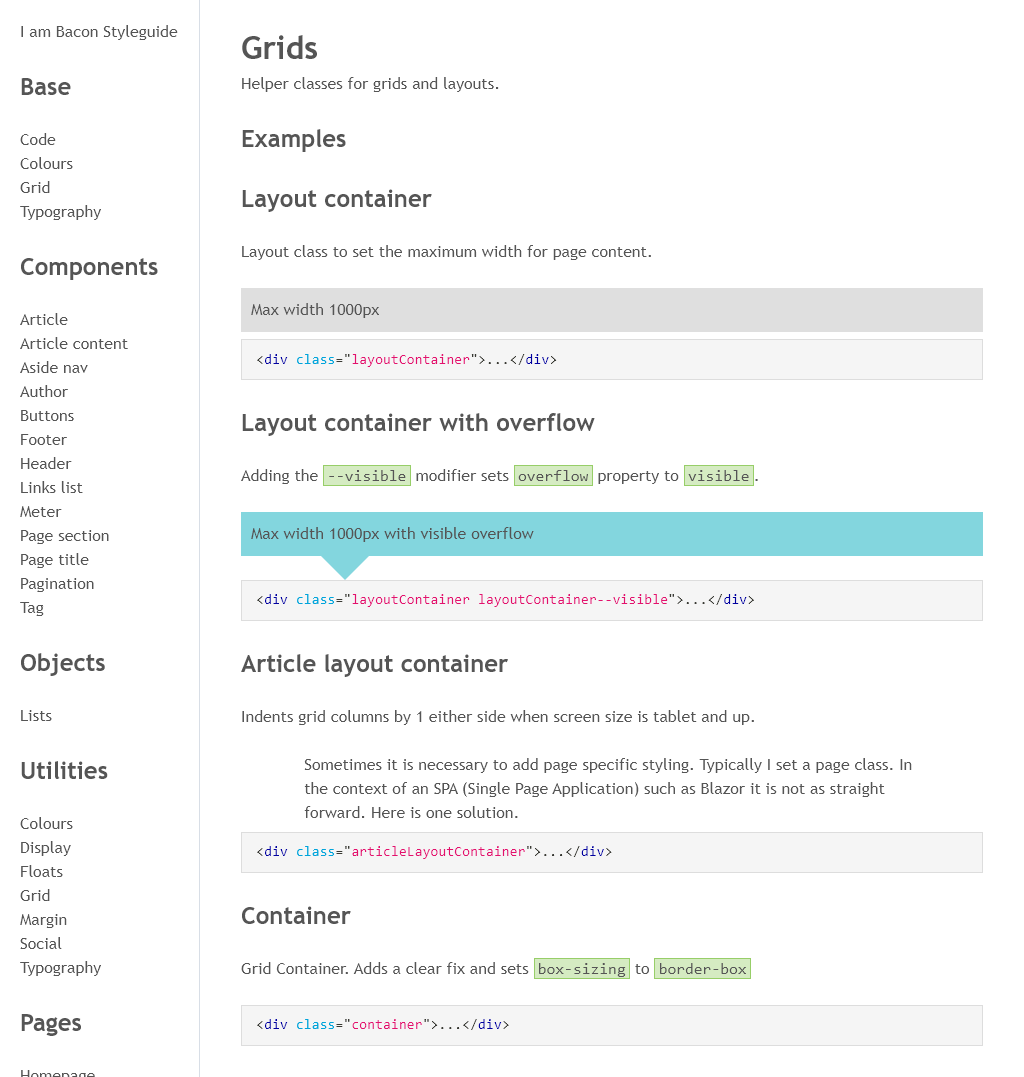 I am Bacon Styleguide
Base
Code
Colours
Grid
Typography
Components
Article
Article content
Aside nav
Author
Buttons
Footer
Header
Links list
Meter
Page section
Page title
Pagination
Tag
Objects
Lists
Utilities
Colours
Display
Floats
Grid
Margin
Social
Typography
Pages
Homepage
Grids
Helper classes for grids and layouts.
Examples
Layout container
Layout class to set the maximum width for page content.
Max width 1000px
<div class="layoutContainer">...</div>
Layout container with overflow
Adding the --visible modifier sets overflow property to visible.
Max width 1000px with visible overflow
<div class="layoutContainer layoutContainer--visible">...</div>
Article layout container
Indents grid columns by 1 either side when screen size is tablet and up.
Sometimes it is necessary to add page specific styling. Typically I set a page class. In
the context of an SPA (Single Page Application) such as Blazor it is not as straight
forward. Here is one solution.
<div class="articleLayoutContainer">...</div>
Container
Grid Container. Adds a clear fix and sets box-sizing to border-box
<div class="container">...</div>